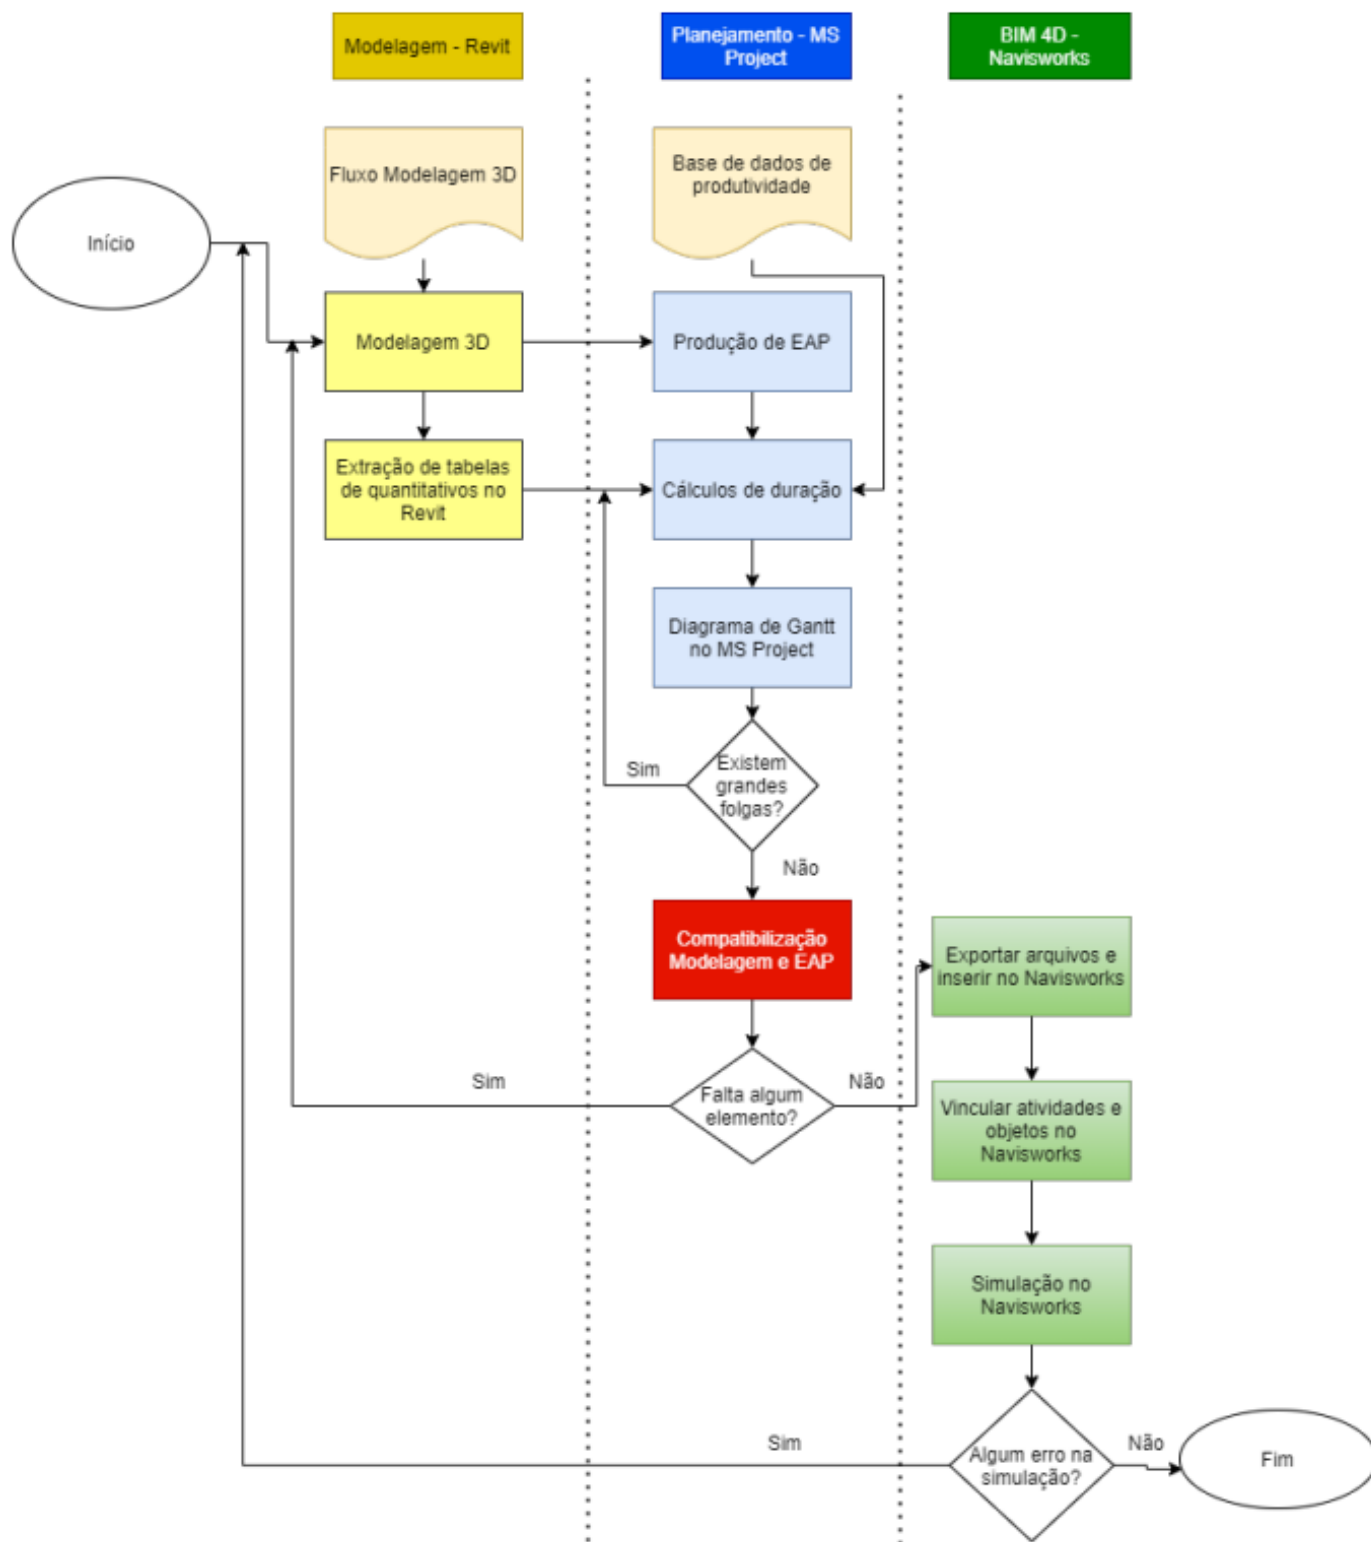 Modelagem - Revit
Planejamento - MS
Project
BIM 4D -
Navisworks
Fluxo Modelagem 3D
Base de dados de
produtividade
Início
Modelagem 3D
Produção de EAP
Extração de tabelas
de quantitativos no
Revit
Cálculos de duração
Diagrama de Gantt
no MS Project
Sim
Existem
grandes
folgas?
Não
Compatibilização
Modelagem e EAP
Exportar arquivos e
inserir no Navisworks
Sim
Falta algum
elemento?
Não
Vincular atividades e
objetos no
Navisworks
Simulação no
Navisworks
Sim
Algum erro na
simulação?
Não
Fim